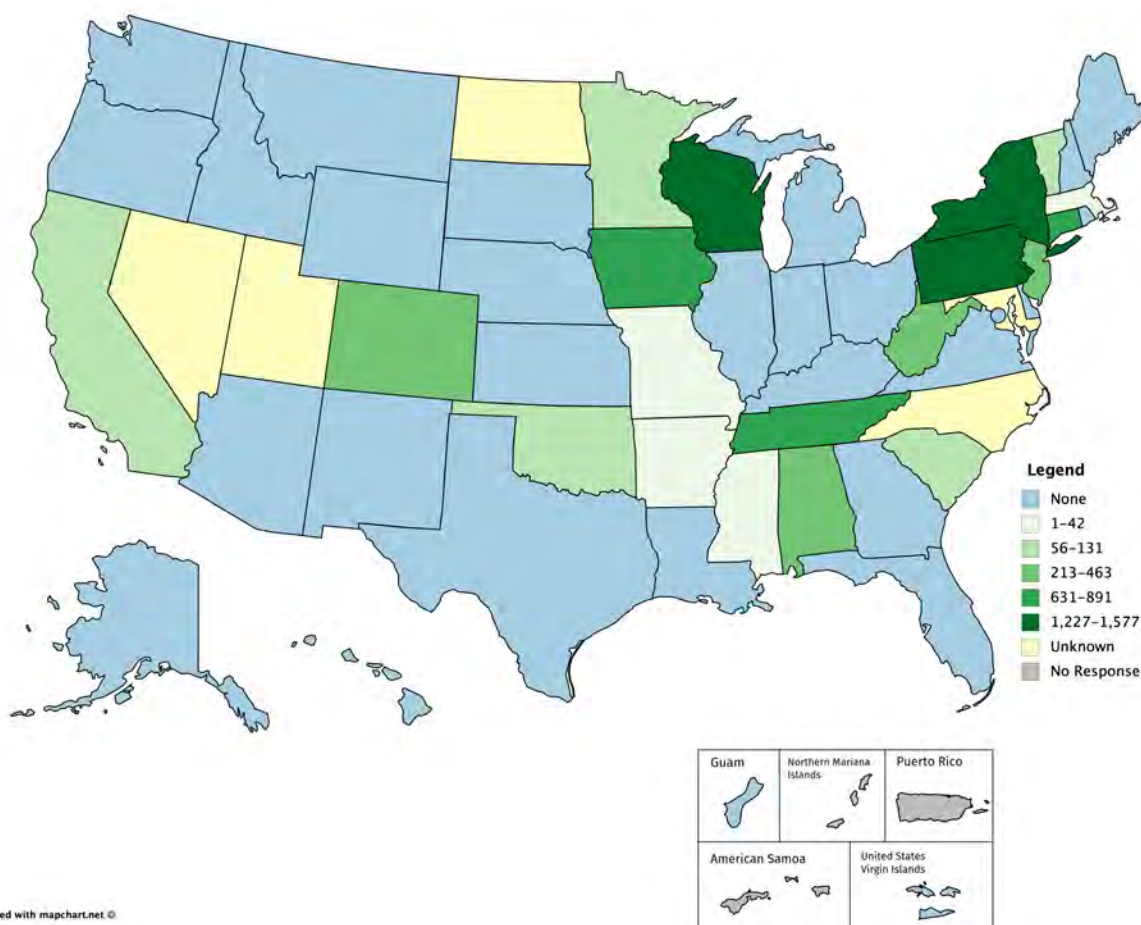 Legend
None
1–42
56–131
213–463
631–891
1,227–1,577
Unknown
No Response
Guam
Northern Mariana
Islands
Puerto Rico
American Samoa
United States
Virgin Islands
ed with mapchart.net ©